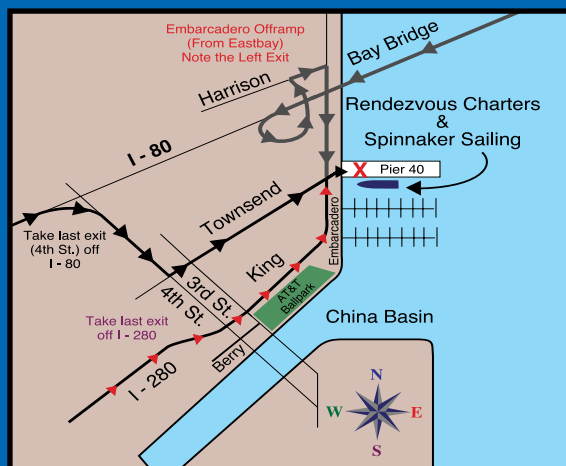 Embarcadero Offramp
(From Eastbay)
Note the Left Exit
Bay Bridge
Harrison
Rendezvous Charters
&
Spinnaker Sailing
I - 80
X Pier 40
Townsend
Embarcadero
Take last exit
(4th St.) off
I - 80
3rd St.
King
4th St.
AT&T
Ballpark
Take last exit
off I - 280
China Basin
Berry
I - 280
N
W
E
S